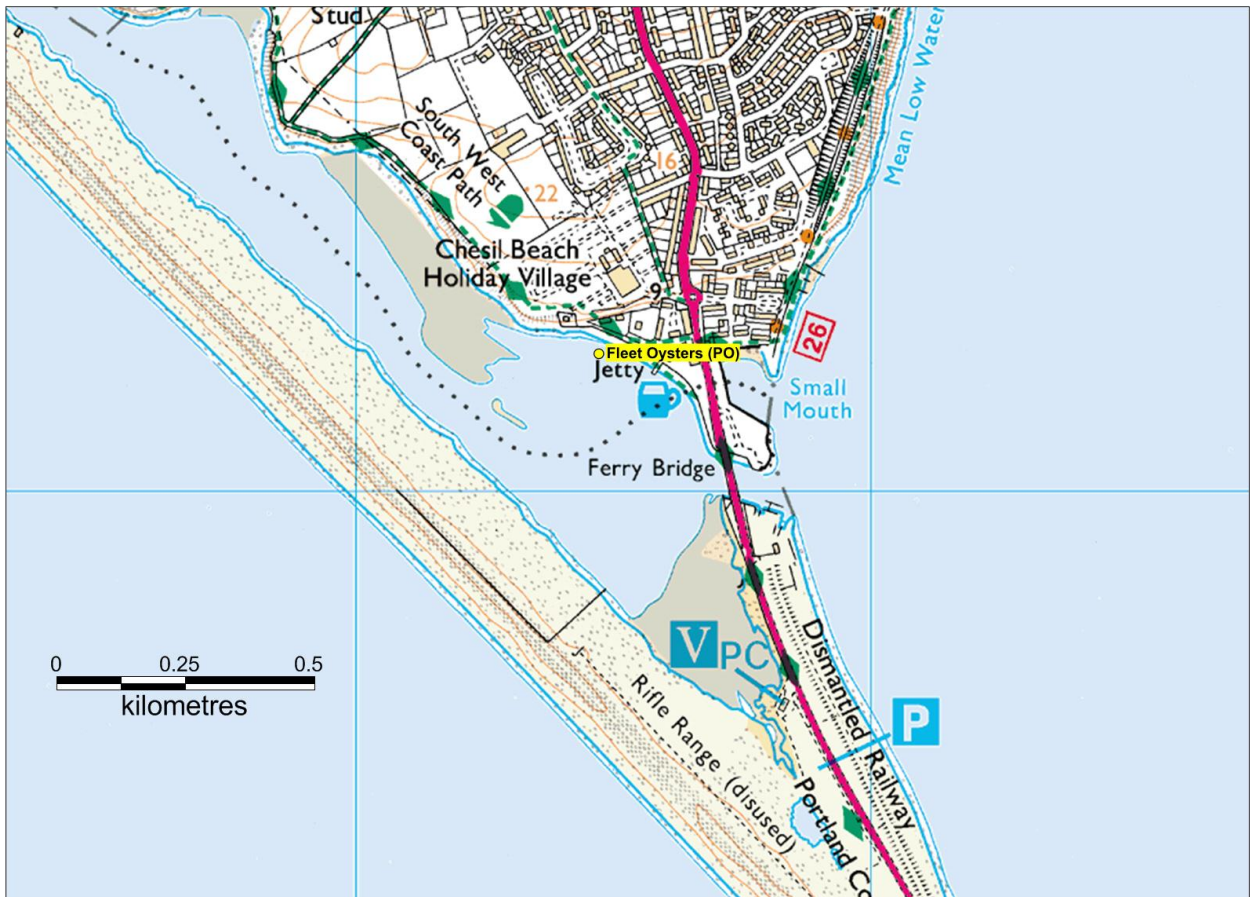 Stud
Mean Low Water
South West
Coast Path
16
22
Chesil Beach
Holiday Village
9
26
Fleet Oysters (PO)
Jetty
Small
Mouth
Ferry Bridge
0 0.25 0.5
kilometres
V PC
Dismantled Railway
Rifle Range (disused)
P
Portland Co